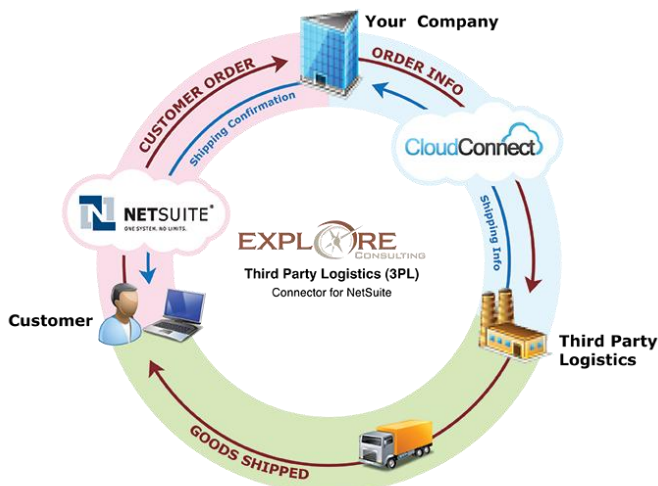 Your Company
CUSTOMER ORDER
ORDER INFO
Shipping Confirmation
CloudConnect
N NETSUITE
ONE SYSTEM. NO LIMITS.
Shipping Info
EXPLORE
CONSULTING
Third Party Logistics (3PL)
Connector for NetSuite
Customer
Third Party
Logistics
GOODS SHIPPED